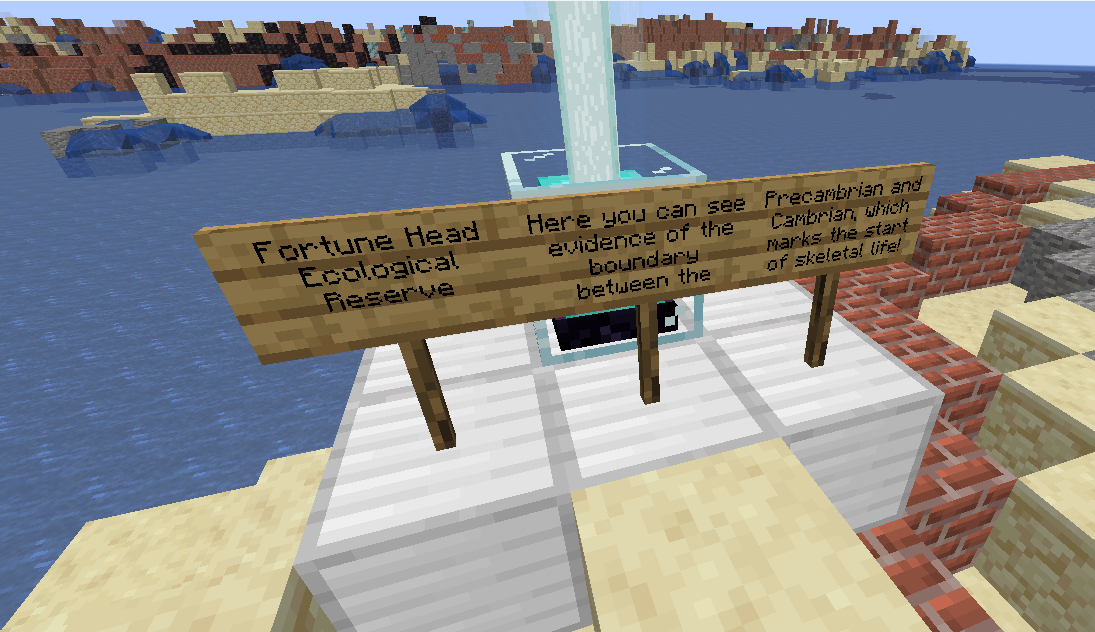 Fortune Head
Ecological
Reserve
Here you can see
evidence of the
boundary
between the
Precambrian and
Cambrian, which
marks the start
of skeletal life!